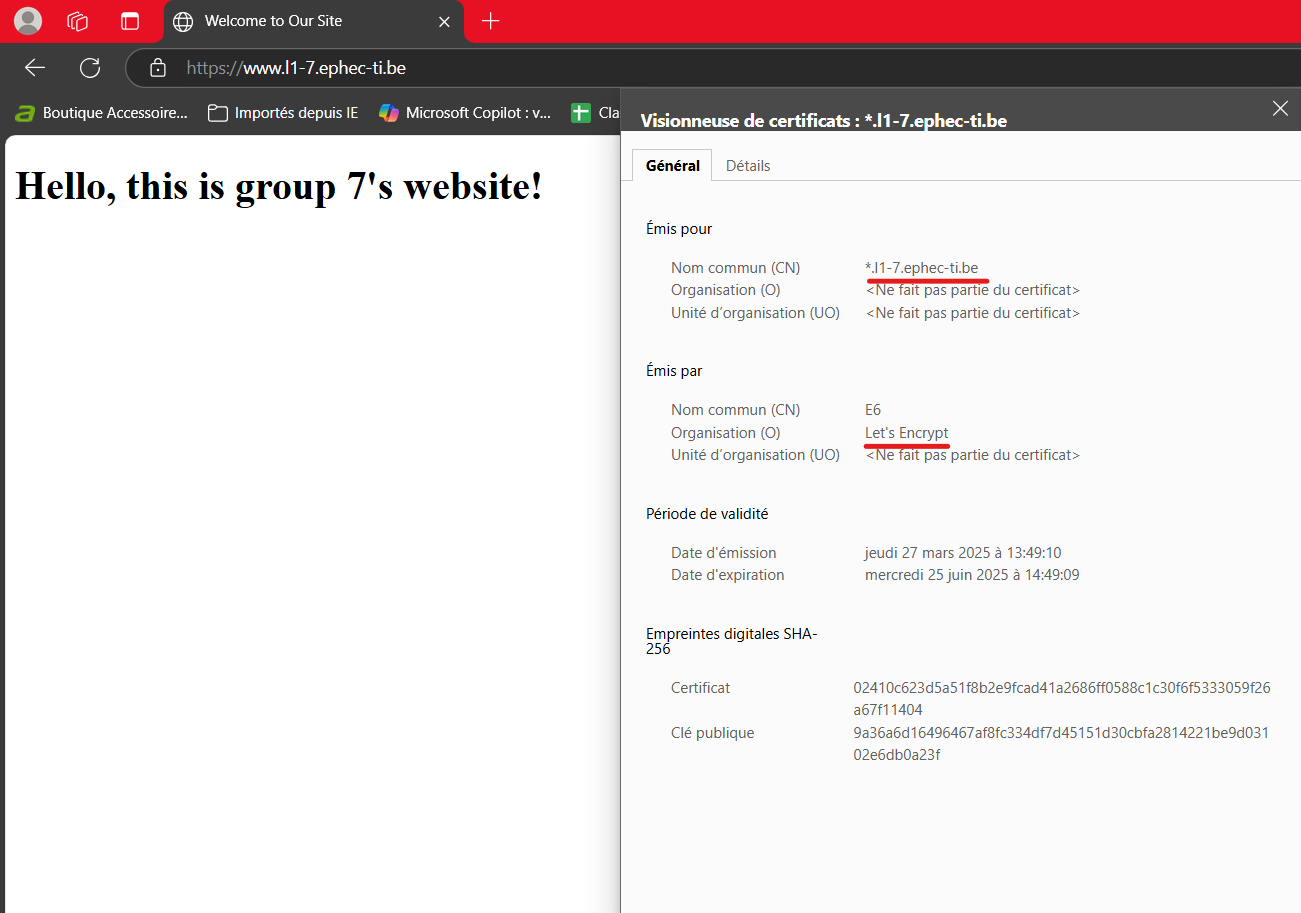 Welcome to Our Site
https://www.l1-7.ephec-ti.be
Boutique Accessoire...
Importés depuis IE
Microsoft Copilot : v...
Cla
Hello, this is group 7's website!
Visionneuse de certificats : *.l1-7.ephec-ti.be
Général
Détails
Émis pour
Nom commun (CN) *.l1-7.ephec-ti.be
Organisation (O) <Ne fait pas partie du certificat>
Unité d'organisation (UO) <Ne fait pas partie du certificat>
Émis par
Nom commun (CN) E6
Organisation (O) Let's Encrypt
Unité d'organisation (UO) <Ne fait pas partie du certificat>
Période de validité
Date d'émission jeudi 27 mars 2025 à 13:49:10
Date d'expiration mercredi 25 juin 2025 à 14:49:09
Empreintes digitales SHA-
256
Certificat 02410c623d5a51f8b2e9fcad41a2686ff0588c1c30f6f5333059f26
a67f11404
Clé publique 9a36a6d16496467af8fc334df7d45151d30cbfa2814221be9d031
02e6db0a23f